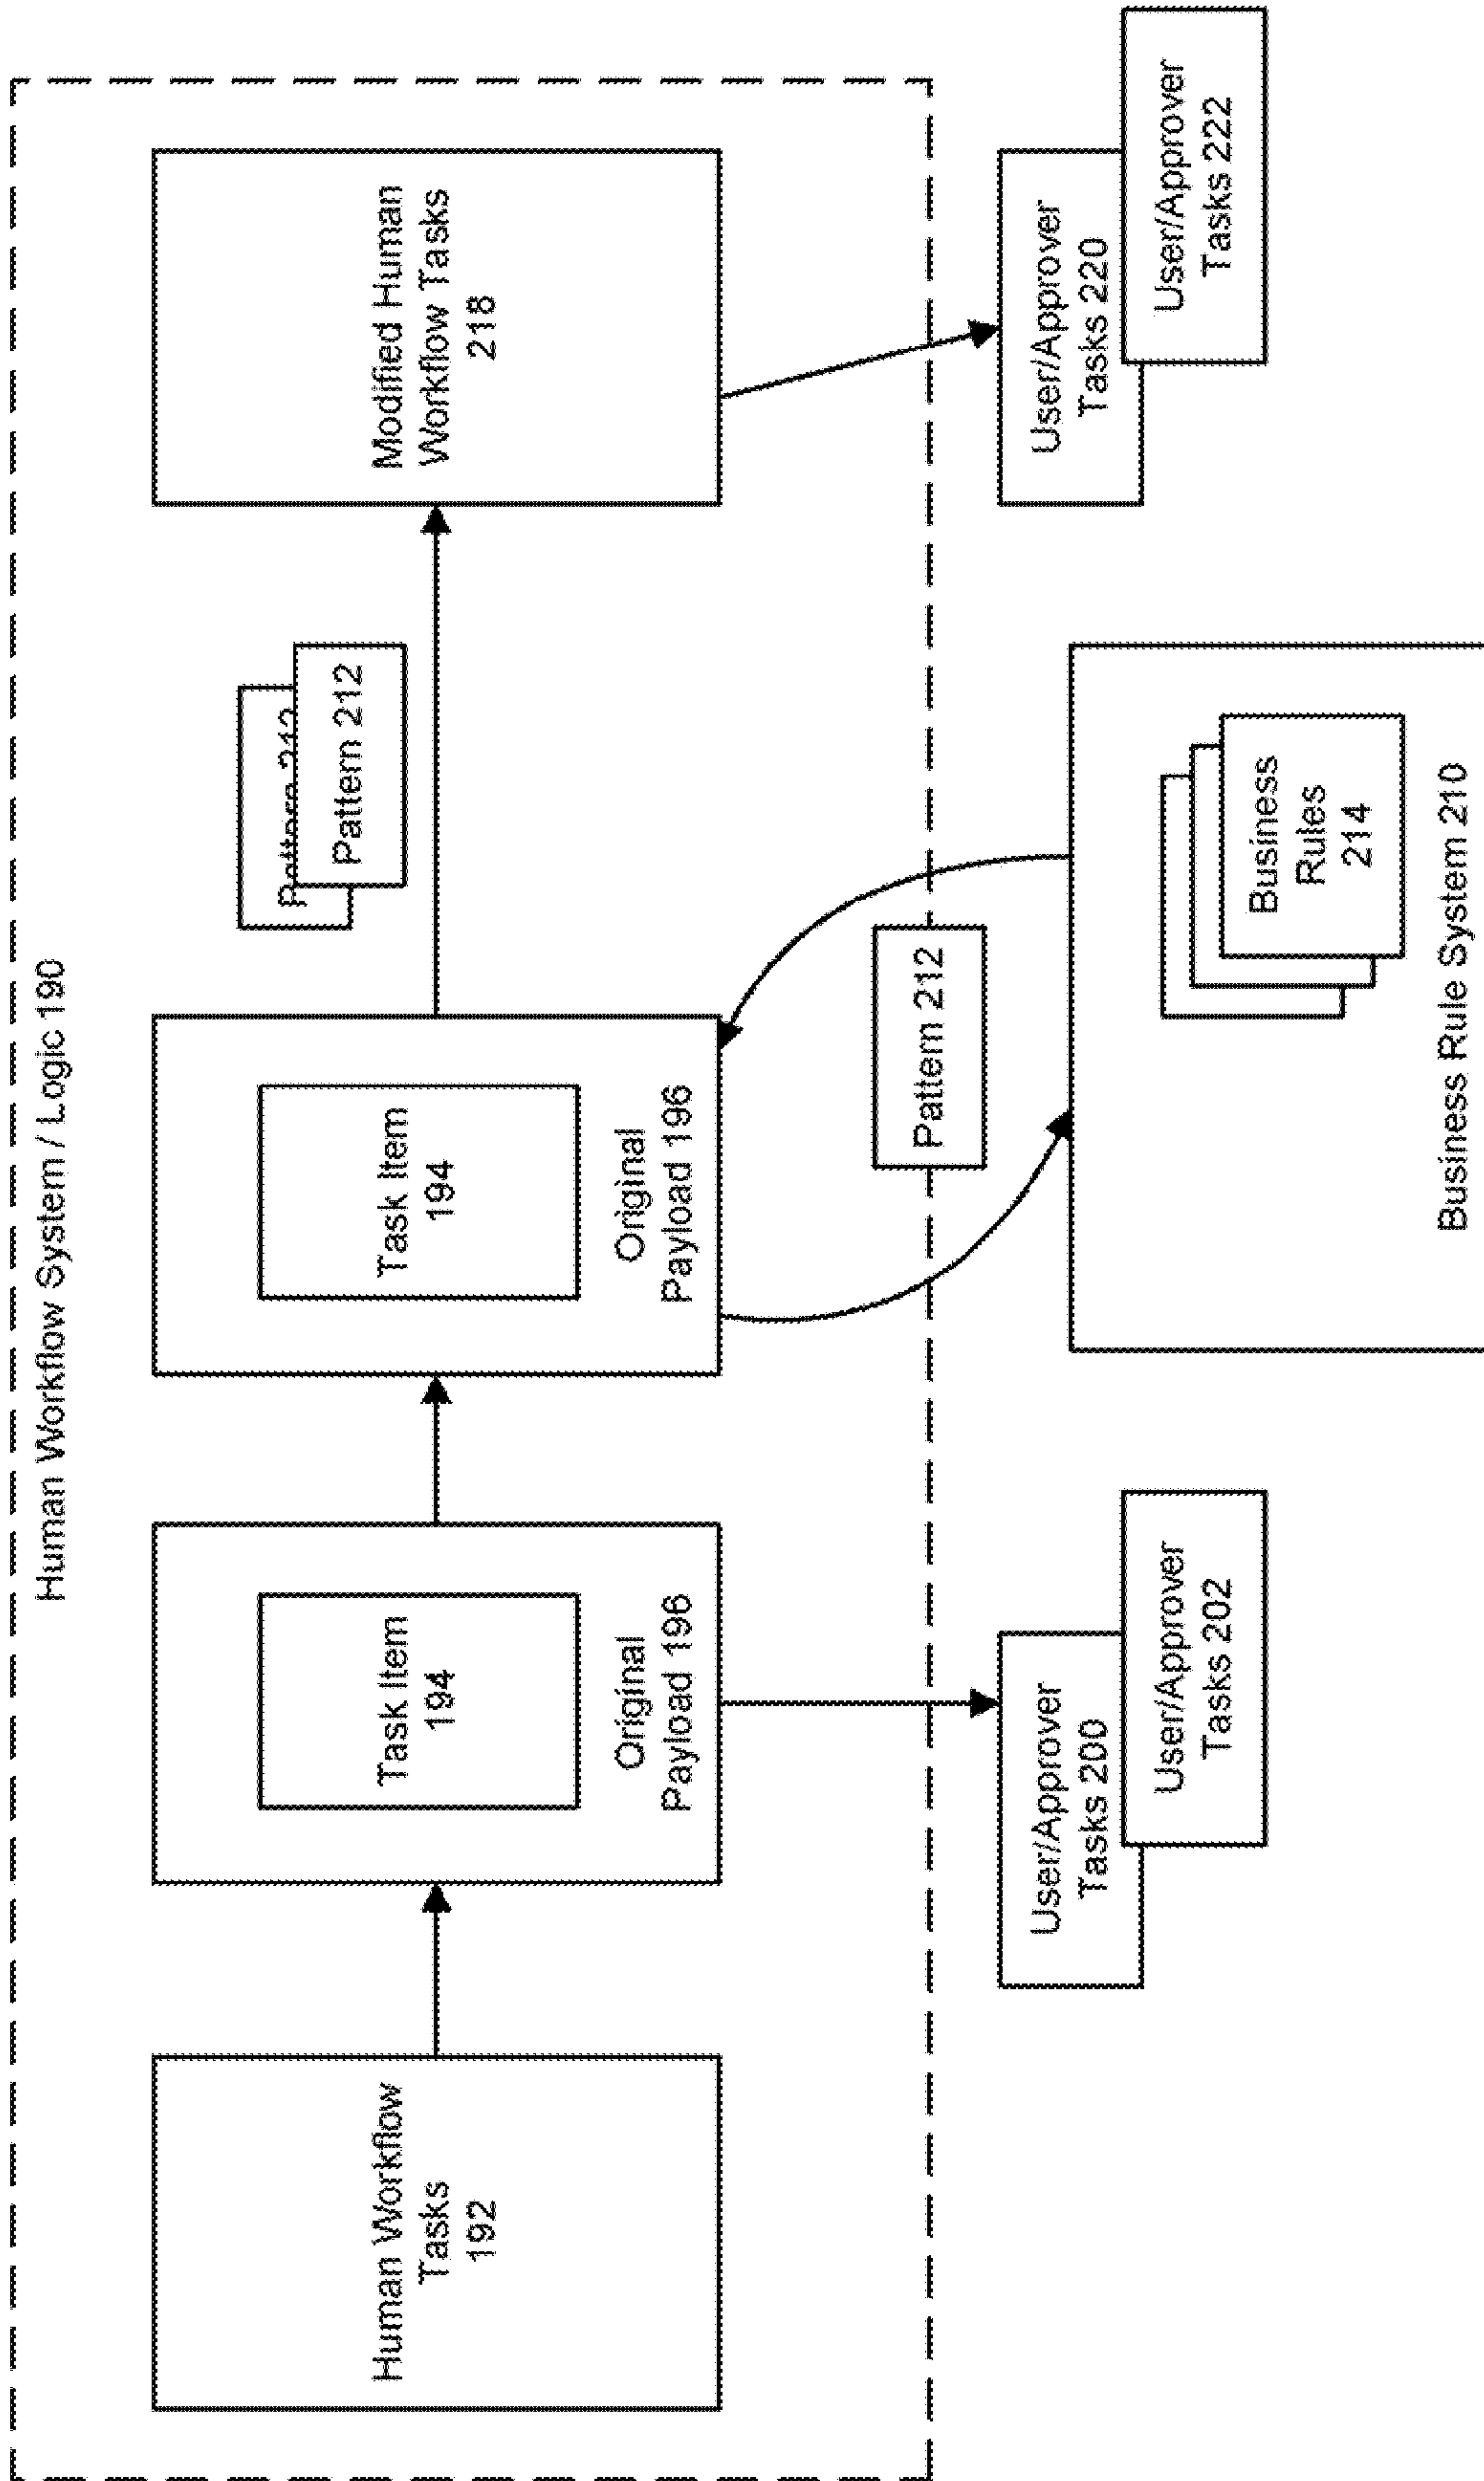 Human Workflow System / Logic 190
Human Workflow
Tasks
192
Task Item
194
Original
Payload 196
Task Item
194
Original
Payload 196
Pattern 212
Pattern 212
Modified Human
Workflow Tasks
218
Pattern 212
User/Approver
Tasks 200
User/Approver
Tasks 202
Business
Rules
214
Business Rule System 210
User/Approver
Tasks 220
User/Approver
Tasks 222